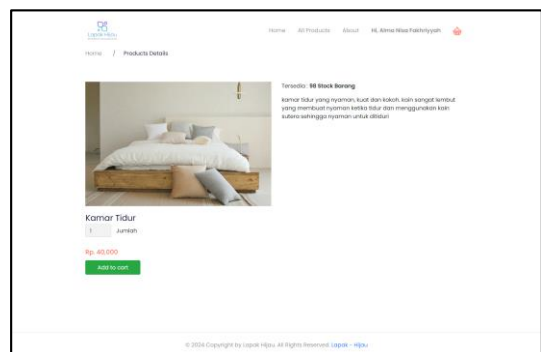 Lapak Hijau
Home All Products About Hi, Alma Nisa Fakhriyyah
Home / Products Details
Tersedia : 98 Stock Barang
kamar tidur yang nyaman, kuat dan kokoh. kain sangat lembut
yang membuat nyaman ketika tidur dan menggunakan kain
sutera sehingga nyaman untuk ditiduri
Kamar Tidur
1 Jumlah
Rp. 40,000
Add to cart
© 2024 Copyright by Lapak Hijau. All Rights Reserved. Lapak - Hijau